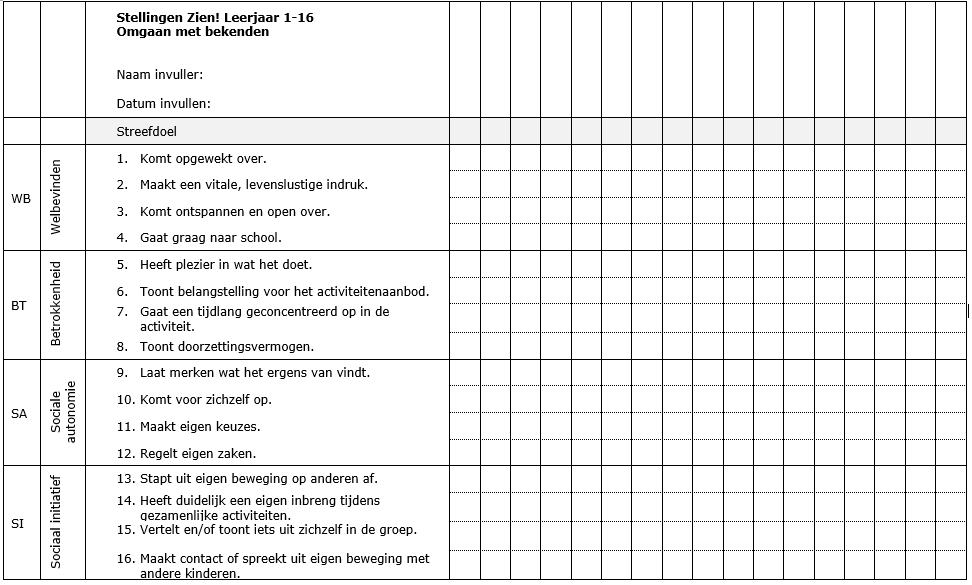 Stellingen Zien! Leerjaar 1-16
Omgaan met bekenden
Naam invuller:
Datum invullen:
Streefdoel
WB
Welbevinden
1. Komt opgewekt over.
2. Maakt een vitale, levenslustige indruk.
3. Komt ontspannen en open over.
4. Gaat graag naar school.
BT
Betrokkenheid
5. Heeft plezier in wat het doet.
6. Toont belangstelling voor het activiteitenaanbod.
7. Gaat een tijdlang geconcentreerd op in de
activiteit.
8. Toont doorzettingsvermogen.
SA
Sociale
autonomie
9. Laat merken wat het ergens van vindt.
10. Komt voor zichzelf op.
11. Maakt eigen keuzes.
12. Regelt eigen zaken.
SI
Sociaal initiatief
13. Stapt uit eigen beweging op anderen af.
14. Heeft duidelijk een eigen inbreng tijdens
gezamenlijke activiteiten.
15. Vertelt en/of toont iets uit zichzelf in de groep.
16. Maakt contact of spreekt uit eigen beweging met
andere kinderen.